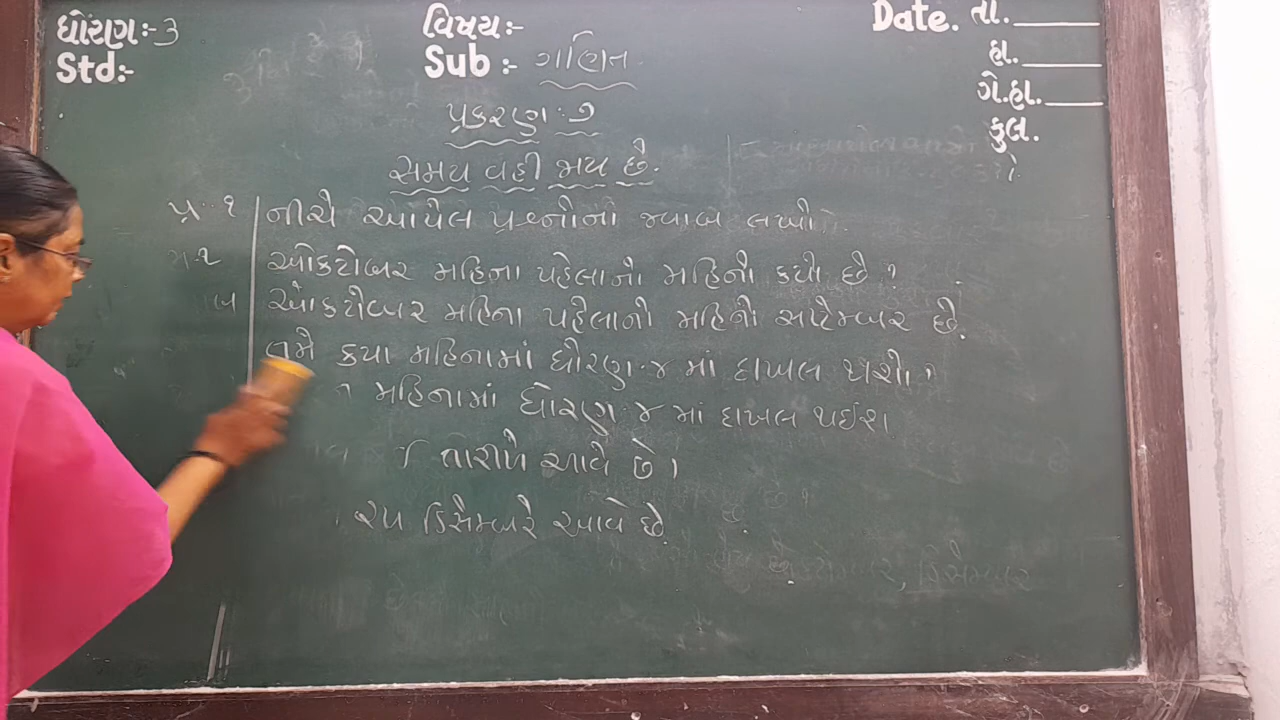 ધોરણ:- 3
Std:-
વિષય:-
Sub :- ગણિત
Date. તા.
હા.
ગે.હા.
કુલ.
પ્રકરણ : ૭
સમય વહી જાય છે.
પ્ર. ૧ નીચે આપેલ પ્રશ્નોનો જવાબ લખો.
ઓક્ટોબર મહિના પહેલાનો મહિનો કયો છે?
ઓક્ટોબર મહિના પહેલાનો મહિનો સપ્ટેમ્બર છે.
તમે કયા મહિનામાં ધોરણ-૪ માં દાખલ થશો?
મહિનામાં ધોરણ-૪ માં દાખલ થઈશ
તારીખે આવે છે.
૨૫ ડિસેમ્બરે આવે છે.